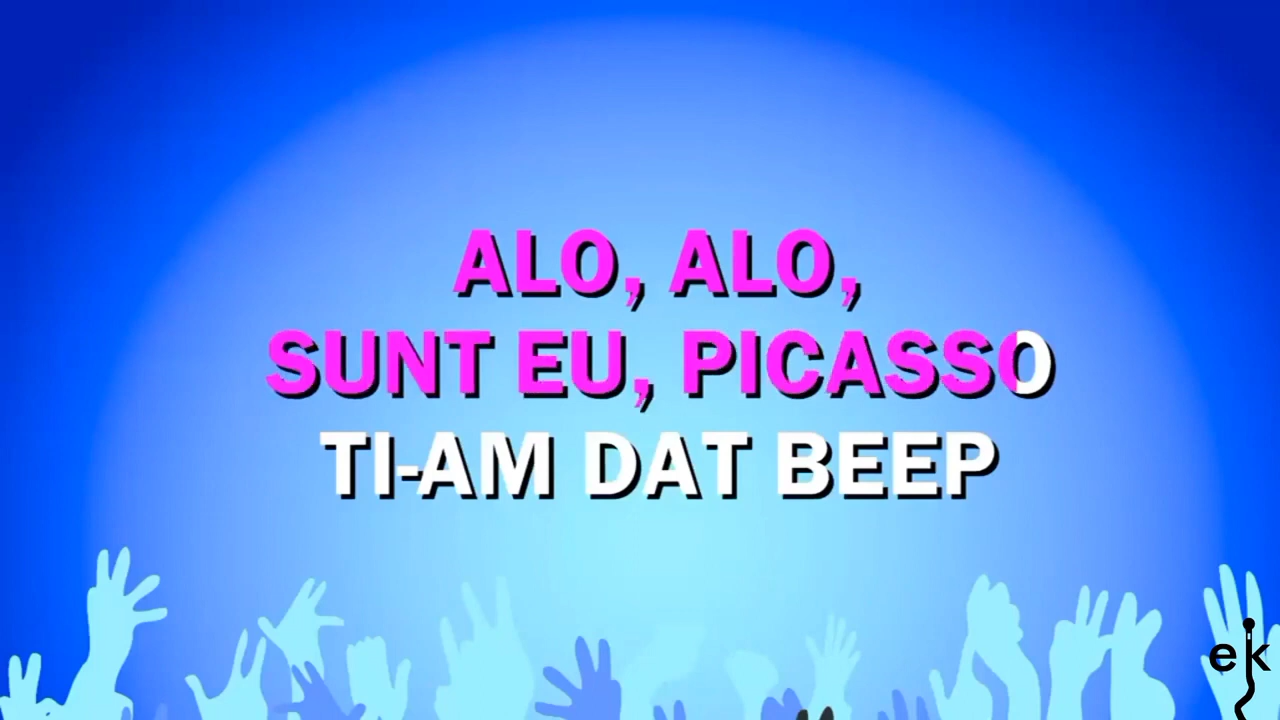 ALO, ALO,
SUNT EU, PICASSO
TI-AM DAT BEEP
ek